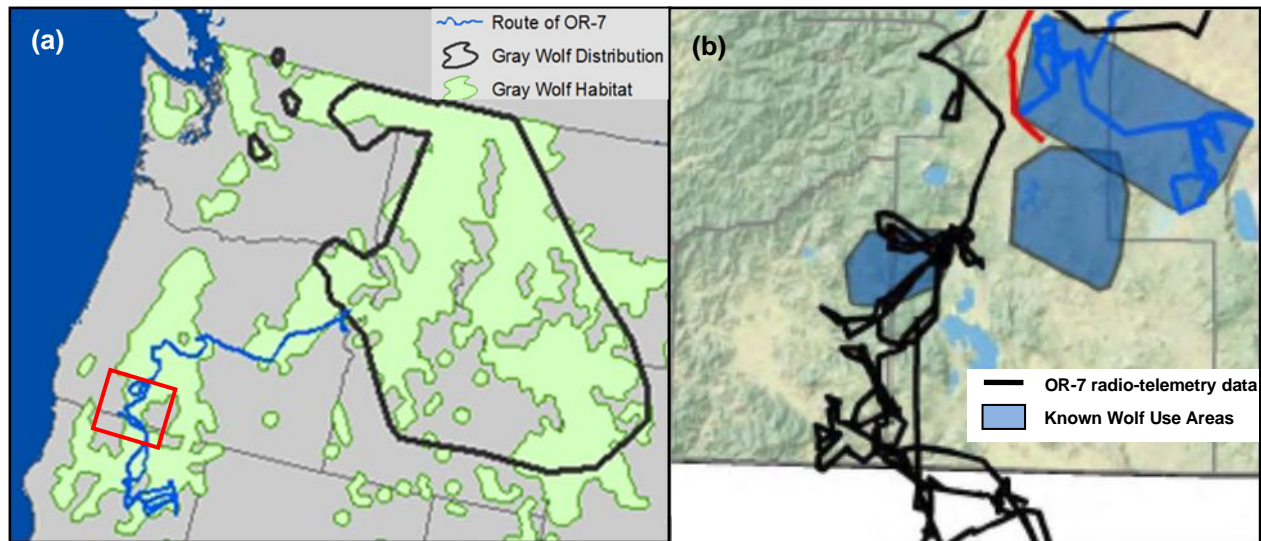 (a)
Route of OR-7
Gray Wolf Distribution
Gray Wolf Habitat
(b)
OR-7 radio-telemetry data
Known Wolf Use Areas